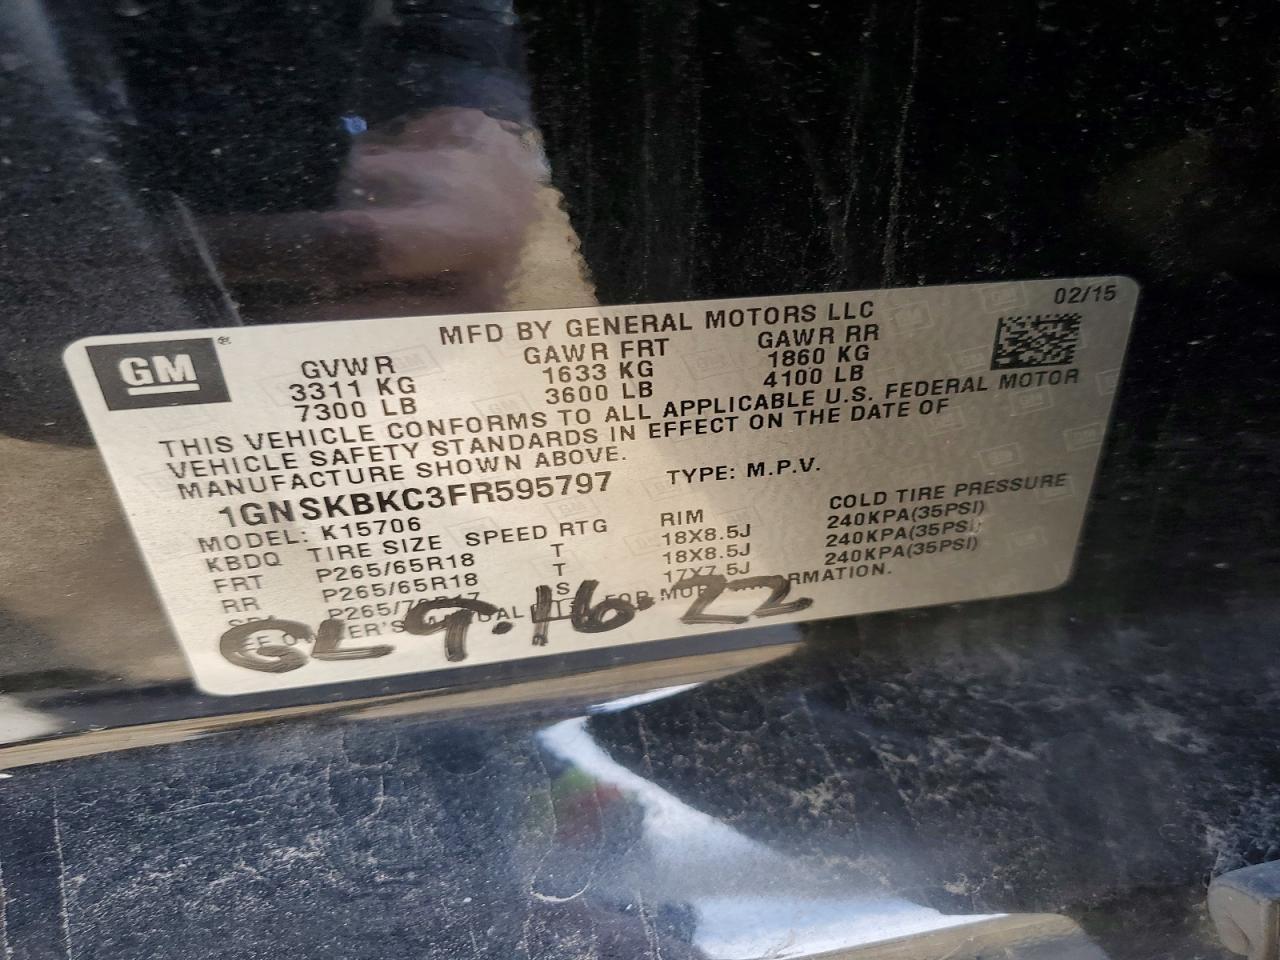 02/15
GM ®
MFD BY GENERAL MOTORS LLC
GVWR GAWR FRT GAWR RR
3311 KG 1633 KG 1860 KG
7300 LB 3600 LB 4100 LB
THIS VEHICLE CONFORMS TO ALL APPLICABLE U.S. FEDERAL MOTOR
VEHICLE SAFETY STANDARDS IN EFFECT ON THE DATE OF
MANUFACTURE SHOWN ABOVE.
1GNSKBKC3FR595797 TYPE: M.P.V.
MODEL: K15706
KBDQ TIRE SIZE SPEED RTG RIM COLD TIRE PRESSURE
FRT P265/65R18 T 18X8.5J 240KPA(35PSI)
RR P265/65R18 T 18X8.5J 240KPA(35PSI)
P265/70R17 S 17X7.5J 240KPA(35PSI)
FOR
GL 9.16.22